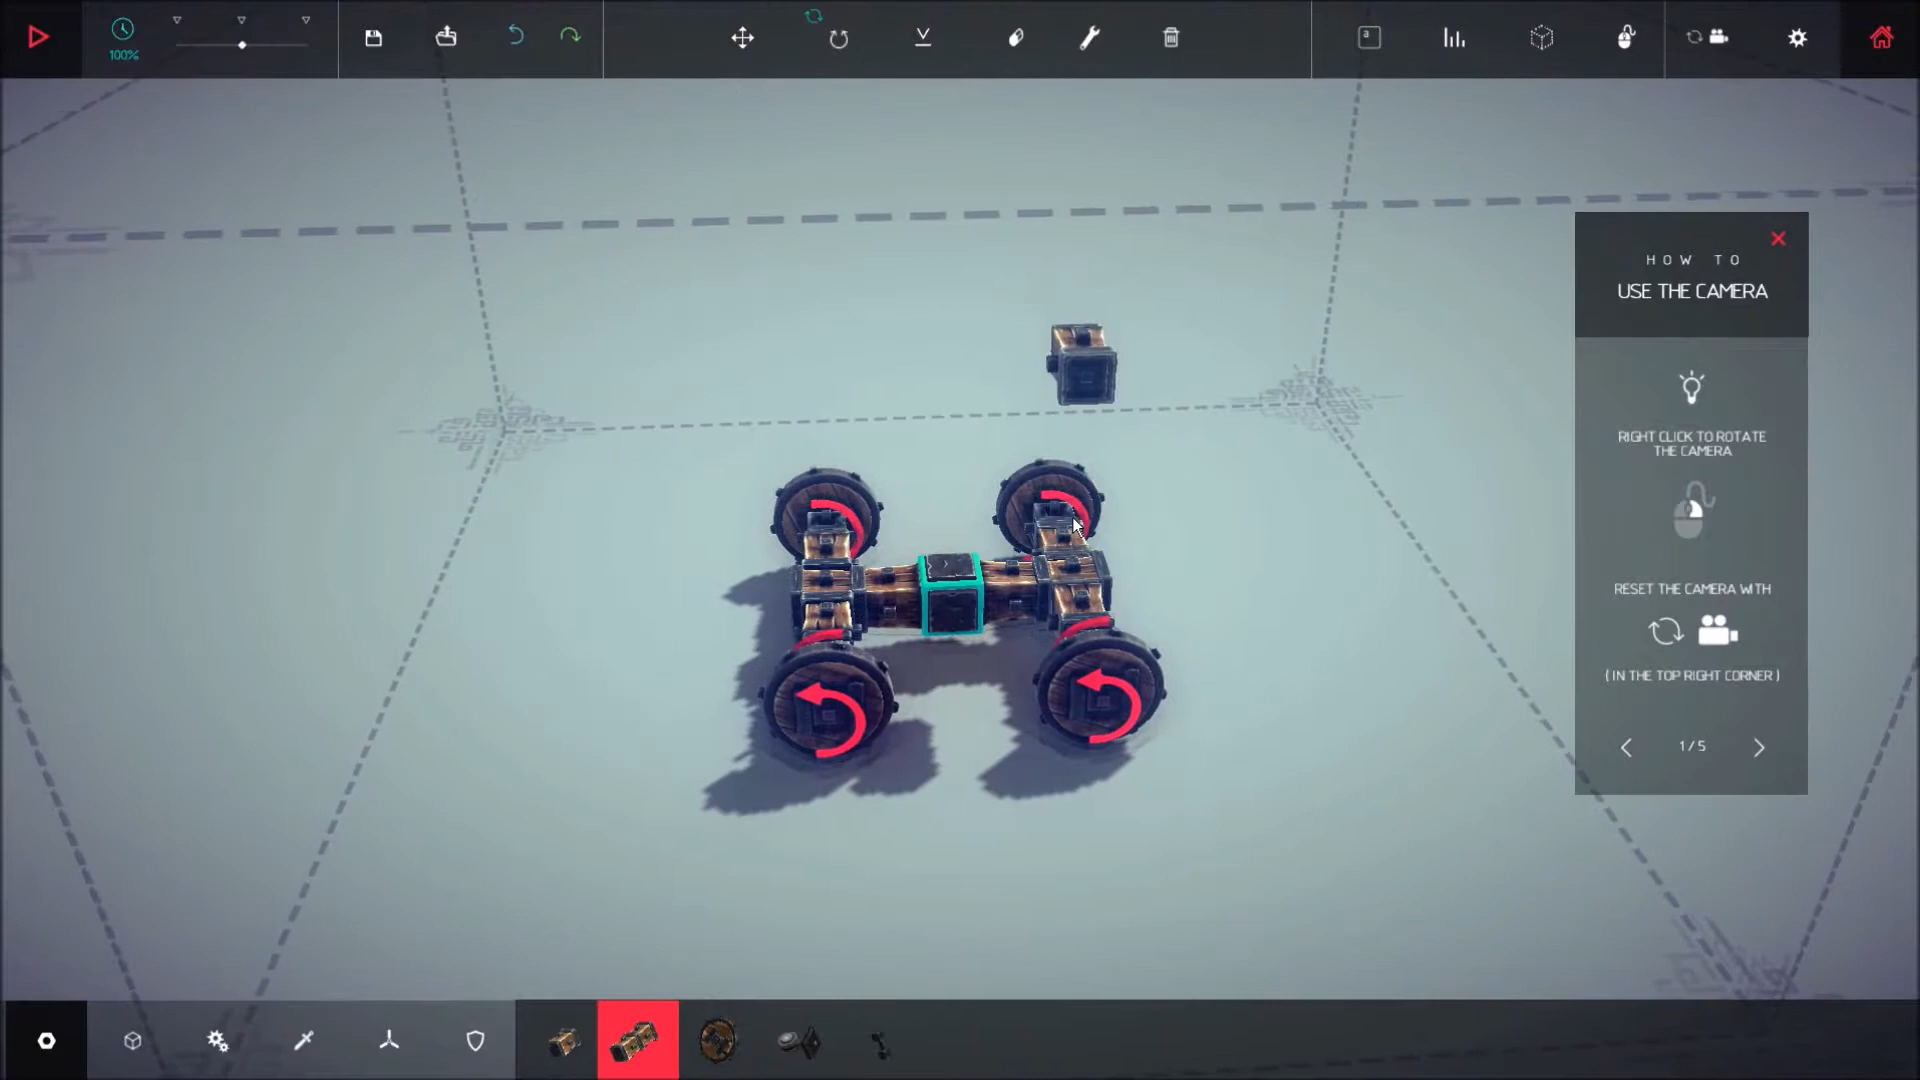 100%
a
HOW TO
USE THE CAMERA
RIGHT CLICK TO ROTATE
THE CAMERA
RESET THE CAMERA WITH
( IN THE TOP RIGHT CORNER )
1/5